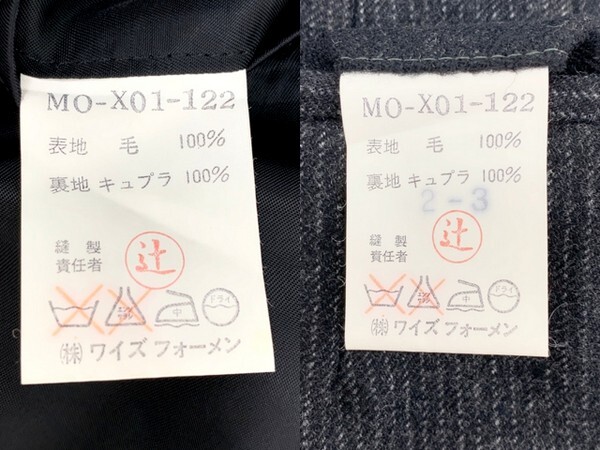 MO-X01-122
表地 毛 100%
裏地 キュプラ 100%
縫製
責任者
辻
中
ドライ
㈱ワイズフォーメン
MO-X01-122
表地 毛 100%
裏地 キュプラ 100%
2-3
縫製
責任者
辻
中
ドライ
㈱ワイズフォーメン